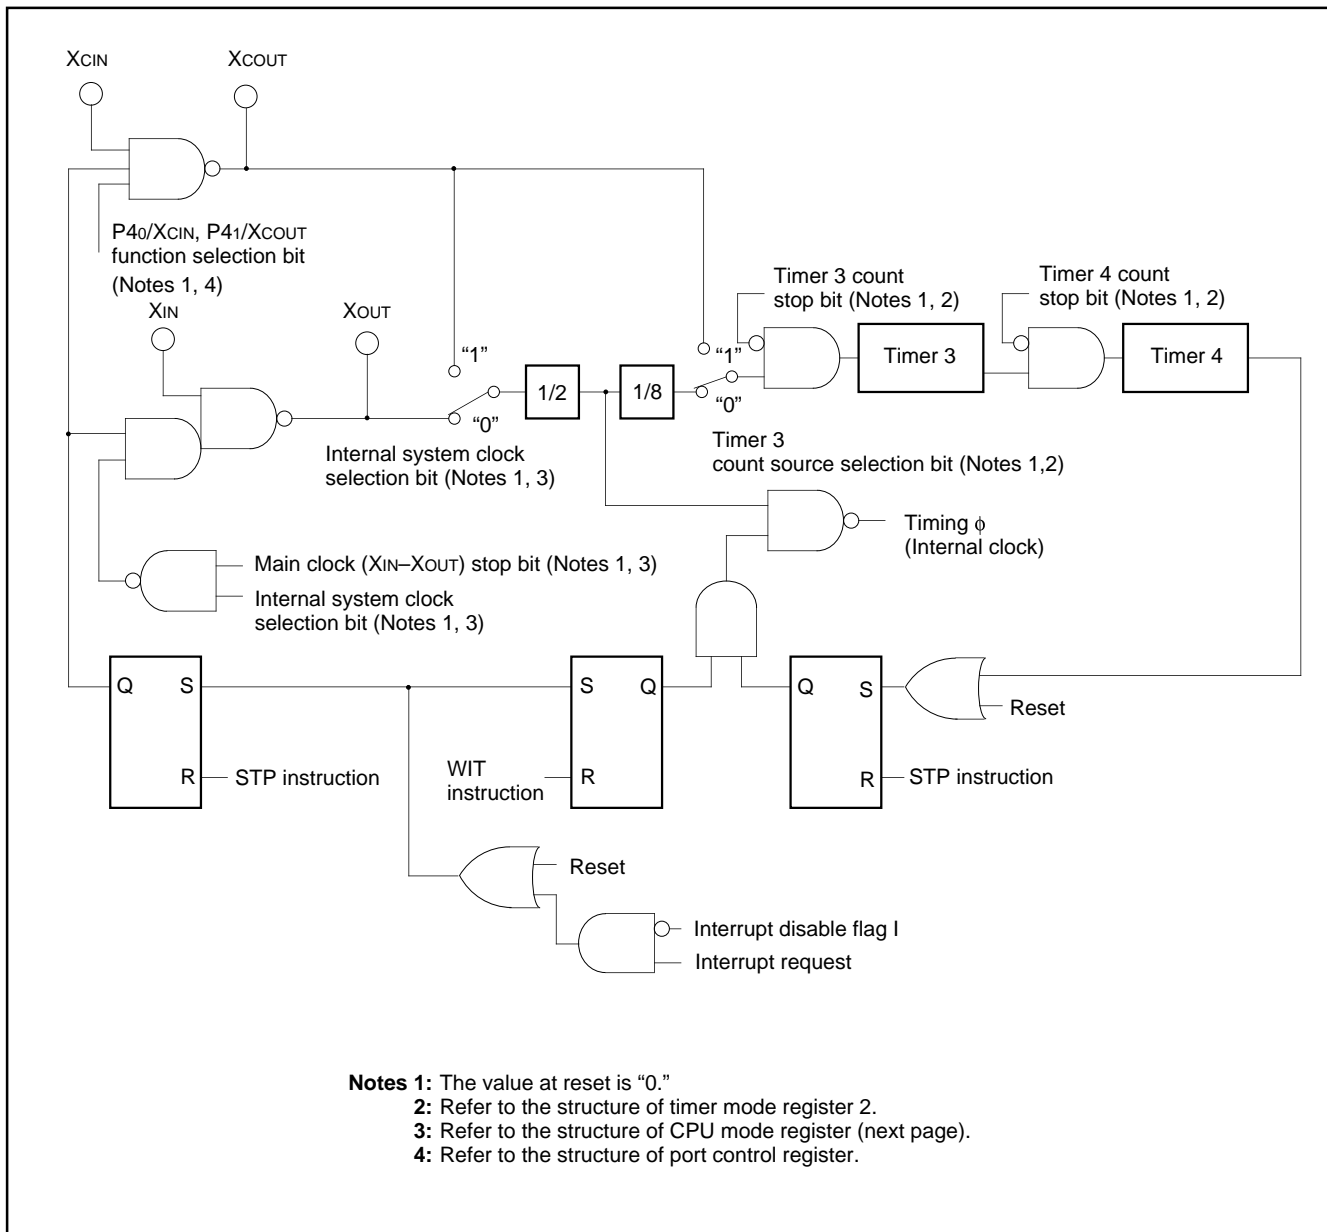 XCIN
XCOUT
P40/XCIN, P41/XCOUT
function selection bit
(Notes 1, 4)
XIN
XOUT
“1”
“0”
Internal system clock
selection bit (Notes 1, 3)
1/2
1/8
“1”
“0”
Timer 3
count source selection bit (Notes 1,2)
Timer 3 count
stop bit (Notes 1, 2)
Timer 3
Timer 4 count
stop bit (Notes 1, 2)
Timer 4
Timing ϕ
(Internal clock)
Main clock (XIN–XOUT) stop bit (Notes 1, 3)
Internal system clock
selection bit (Notes 1, 3)
Q
S
R
STP instruction
S
Q
R
WIT
instruction
Q
S
R
STP instruction
Reset
Reset
Interrupt disable flag I
Interrupt request
Notes 1: The value at reset is “0.”
2: Refer to the structure of timer mode register 2.
3: Refer to the structure of CPU mode register (next page).
4: Refer to the structure of port control register.